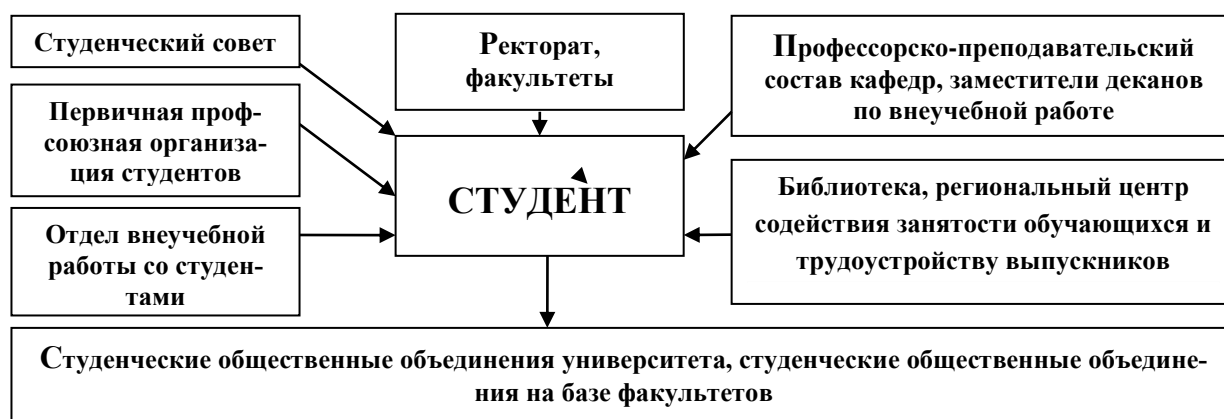 Студенческий совет
Первичная проф-
союзная организа-
ция студентов
Отдел внеучебной
работы со студен-
тами
Ректорат,
факультеты
СТУДЕНТ
Профессорско-преподавательский
состав кафедр, заместители деканов
по внеучебной работе
Библиотека, региональный центр
содействия занятости обучающихся и
трудоустройству выпускников
Студенческие общественные объединения университета, студенческие общественные объедине-
ния на базе факультетов